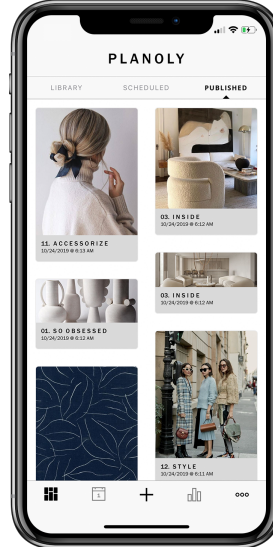 PLANOLY
LIBRARY SCHEDULED PUBLISHED
11. ACCESSORIZE
10/24/2019 @ 6:13 AM
03. INSIDE
10/24/2019 @ 6:12 AM
01. SO OBSESSED
10/24/2019 @ 6:12 AM
03. INSIDE
10/24/2019 @ 6:12 AM
12. STYLE
10/24/2019 @ 6:11 AM
1